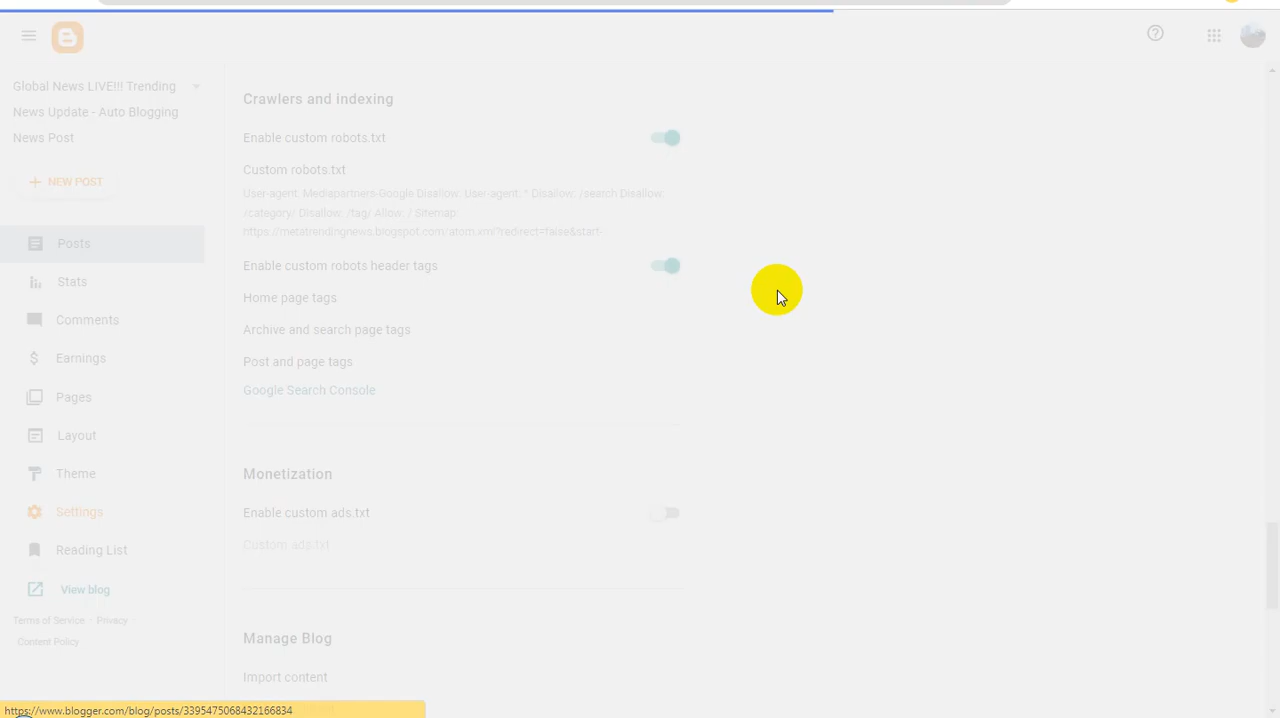 Global News LIVE!!! Trending
News Update - Auto Blogging
News Post
NEW POST
Posts
Stats
Comments
Earnings
Pages
Layout
Theme
Settings
Reading List
View blog
Terms of Service · Privacy
Content Policy
Crawlers and indexing
Enable custom robots.txt
Custom robots.txt
User-agent: Mediapartners-Google Disallow: User-agent: * Disallow: /search Disallow:
/category/ Disallow: /tag/ Allow: / Sitemap:
https://metatrendingnews.blogspot.com/atom.xml?redirect=false&start-
Enable custom robots header tags
Home page tags
Archive and search page tags
Post and page tags
Google Search Console
Monetization
Enable custom ads.txt
Custom ads.txt
Manage Blog
Import content
https://www.blogger.com/blog/posts/3395475068432166834